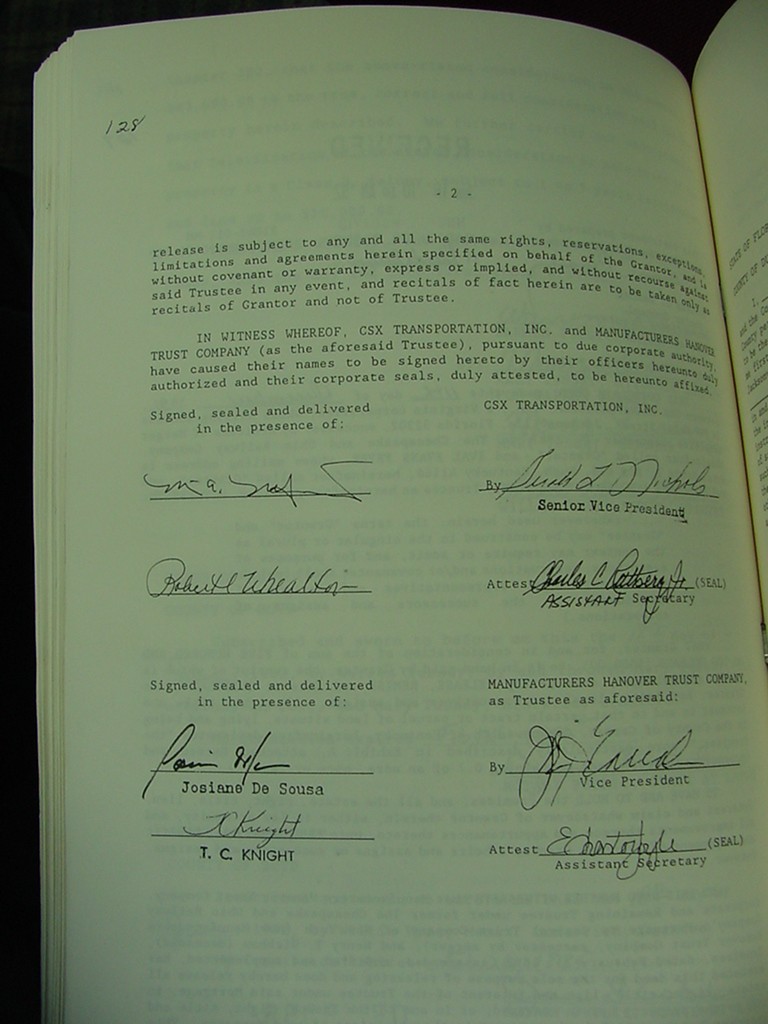 128
- 2 -
release is subject to any and all the same rights, reservations, exceptions,
limitations and agreements herein specified on behalf of the Grantor, and is
without covenant or warranty, express or implied, and without recourse against
said Trustee in any event, and recitals of fact herein are to be taken only as
recitals of Grantor and not of Trustee.
IN WITNESS WHEREOF, CSX TRANSPORTATION, INC. and MANUFACTURERS HANOVER
TRUST COMPANY (as the aforesaid Trustee), pursuant to due corporate authority,
have caused their names to be signed hereto by their officers hereunto duly
authorized and their corporate seals, duly attested, to be hereunto affixed.
Signed, sealed and delivered
in the presence of:
CSX TRANSPORTATION, INC.
By Nichols
Senior Vice President
Robert Whealton
Attest Charles C Jr. (SEAL)
ASSISTANT Secretary
Signed, sealed and delivered
in the presence of:
MANUFACTURERS HANOVER TRUST COMPANY,
as Trustee as aforesaid:
By
Vice President
Josiane De Sousa
T C Knight
T. C. KNIGHT
Attest (SEAL)
Assistant Secretary